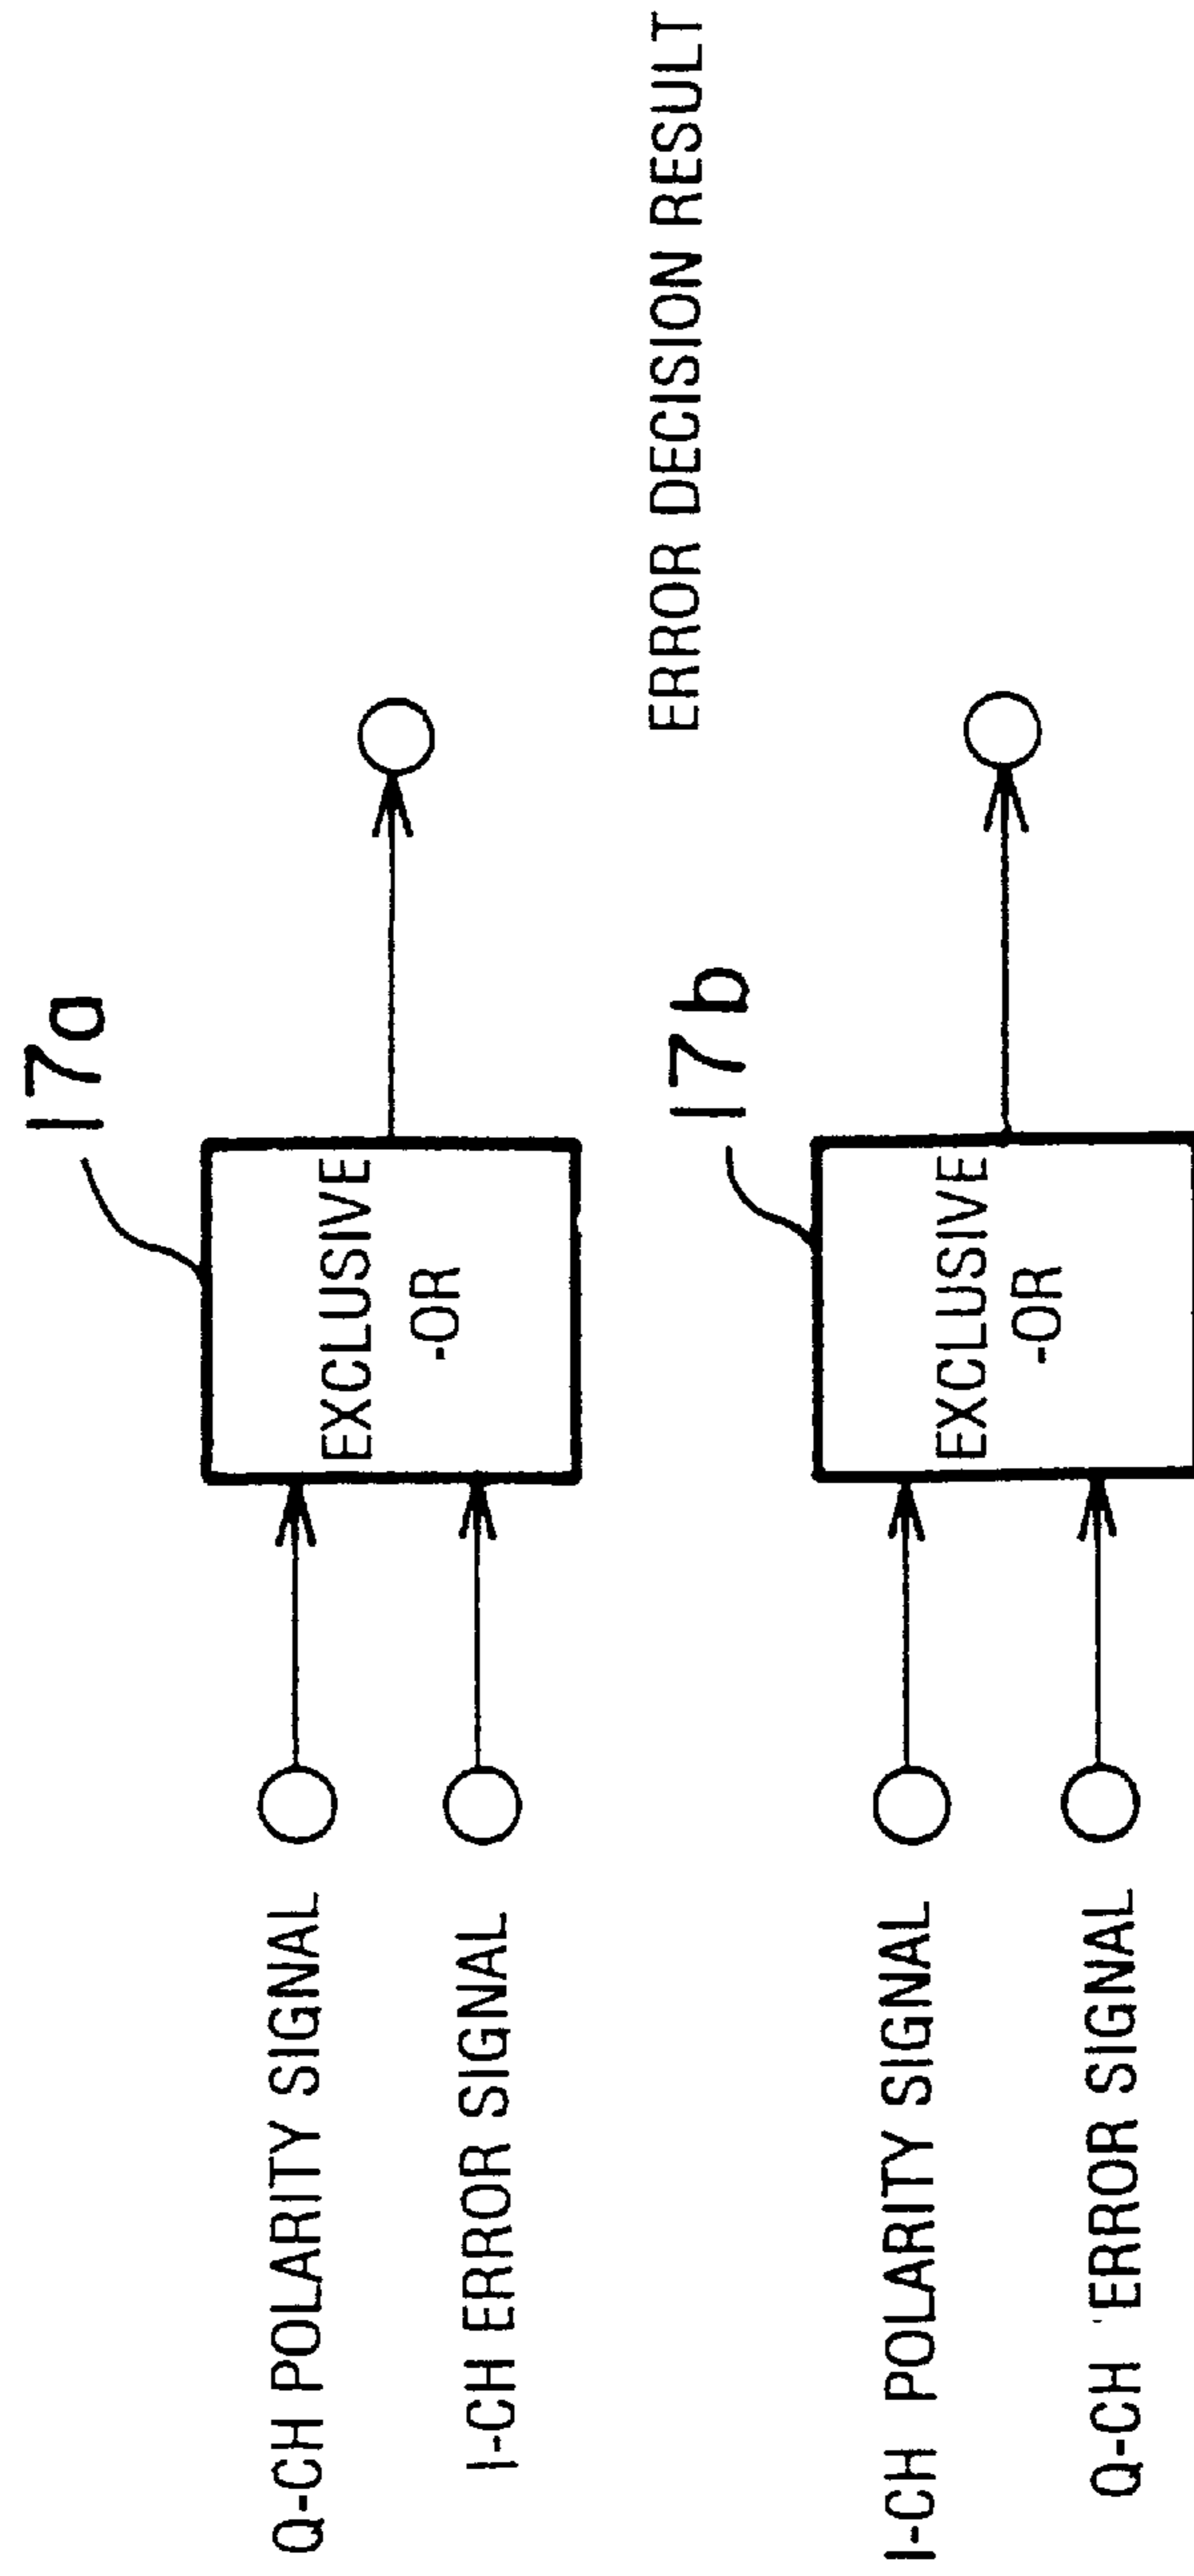 17a
Q-CH POLARITY SIGNAL
EXCLUSIVE
-OR
I-CH ERROR SIGNAL
ERROR DECISION RESULT
17b
I-CH POLARITY SIGNAL
EXCLUSIVE
-OR
Q-CH ERROR SIGNAL